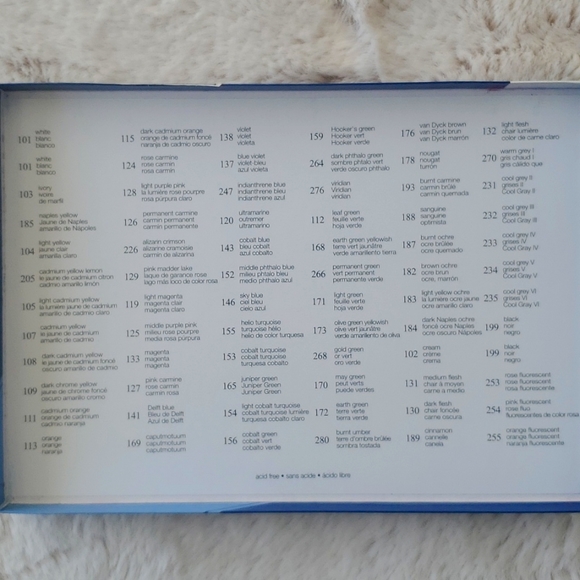 101 white
blanc
blanco
101 white
blanc
blanco
103 ivory
ivoire
de marfil
185 naples yellow
Jaune de Naples
amarillo de Nápoles
104 light yellow
jaune clair
amarillo claro
205 cadmium yellow lemon
le jaune de cadmium citron
cadmio amarillo limón
105 light cadmium yellow
la lumière jaune de cadmium
amarillo de cadmio claro
107 cadmium yellow
le jaune de cadmium
amarillo de cadmio
108 dark cadmium yellow
le jaune de cadmium foncé
oscuro amarillo de cadmio
109 dark chrome yellow
jaune de chrome foncé
oscuro amarillo cromo
111 cadmium orange
orange de cadmium
cadmio naranja
113 orange
orange
naranja
115 dark cadmium orange
orange de cadmium foncé
naranja de cadmio oscuro
124 rose carmine
rose carmin
rosa carmin
128 light purple pink
la lumière rose pourpre
rosa púrpura claro
126 permanent carmine
carmin permanent
carmin permanente
226 alizarin crimson
alizarine cramoisie
carmín de alizarina
129 pink madder lake
laque de garance rose
lago más loco de color rosa
119 light magenta
magenta clair
magenta claro
125 middle purple pink
milieu rose pourpre
media rosa púrpura
133 magenta
magenta
magenta
127 pink carmine
rose carmin
rosa carmin
141 Delft blue
Bleu de Delft
Azul de Delft
169 caputmotuum
caputmortuum
caputmortuum
138 violet
violet
violeta
137 blue violet
violet bleu
azul violeta
247 indianthrene blue
indianthrene bleu
indianthrene azul
120 ultramarine
outremer
ultramarino
143 cobalt blue
bleu cobalt
azul cobalto
152 middle phthalo blue
milieu phtalo bleu
medio phthalo azul
146 sky blue
ciel bleu
cielo azul
155 helio turquoise
turquoise hélio
helio de color turquesa
153 cobalt turquoise
cobalt turquoise
cobalto turquesa
165 juniper green
Juniper Green
Juniper Green
154 light cobalt turquoise
cobalt turquoise lumière
turquesa cobalto claro
156 cobalt green
cobalt vert
cobalto verde
159 Hooker's green
Hooker vert
Hooker verde
264 dark phthalo green
sombre phtalo vert
verde oscuro phthalo
276 viridian
Viridian
viridian
112 leaf green
feuille verte
hoja verde
168 earth green yellowish
terre vert jaunâtre
verde amarillento tierra
266 permanent green
vert permanent
permanente verde
171 light green
feuille verte
hoja verde
173 olive green yellowish
olive vert jaunâtre
verde amarillento de oliva
268 gold green
or vert
oro verde
170 may green
peut verts
puede verdes
172 earth green
terre verte
tierra verde
280 burnt umber
terre d'ombre brûlée
sombra tostada
176 van Dyck brown
van Dyck brun
van Dyck marrón
178 nougat
nougat
turrón
193 burnt carmine
carmin brûlé
carmin quemada
188 sanguine
sanguine
optimista
187 burnt ochre
ocre brûlée
ocre quemado
182 brown ochre
ocre brun,
ocre, marrón
183 light yellow ochre
la lumière ocre jaune
ocre amarillo claro
184 dark Naples ochre
foncé ocre Naples
ocre oscuro Nápoles
102 cream
crème
crema
131 medium flesh
chair à moyen
carne a medio
130 dark flesh
chair foncée
carne oscura
189 cinnamon
cannelle
canela
132 light flesh
chair lumière
color de carne claro
270 warm grey I
gris chaud I
gris cálido que
231 cool grey II
grises II
Cool Gray II
232 cool grey III
grises III
Cool Gray III
233 cool grey IV
grises IV
Cool Gray IV
234 cool grey V
grises V
Cool Gray V
235 cool grey VI
grises VI
Cool Gray VI
199 black
noir
negro
199 black
noir
negro
253 rose fluorescent
rosa fluorescent
rosa fluorescente
254 pink fluorescent
rose fluo.
fluorescentes de color rosa
255 orange fluorescent
orange fluorescent
naranja fluorescente
acid free • sans acide • ácido libre